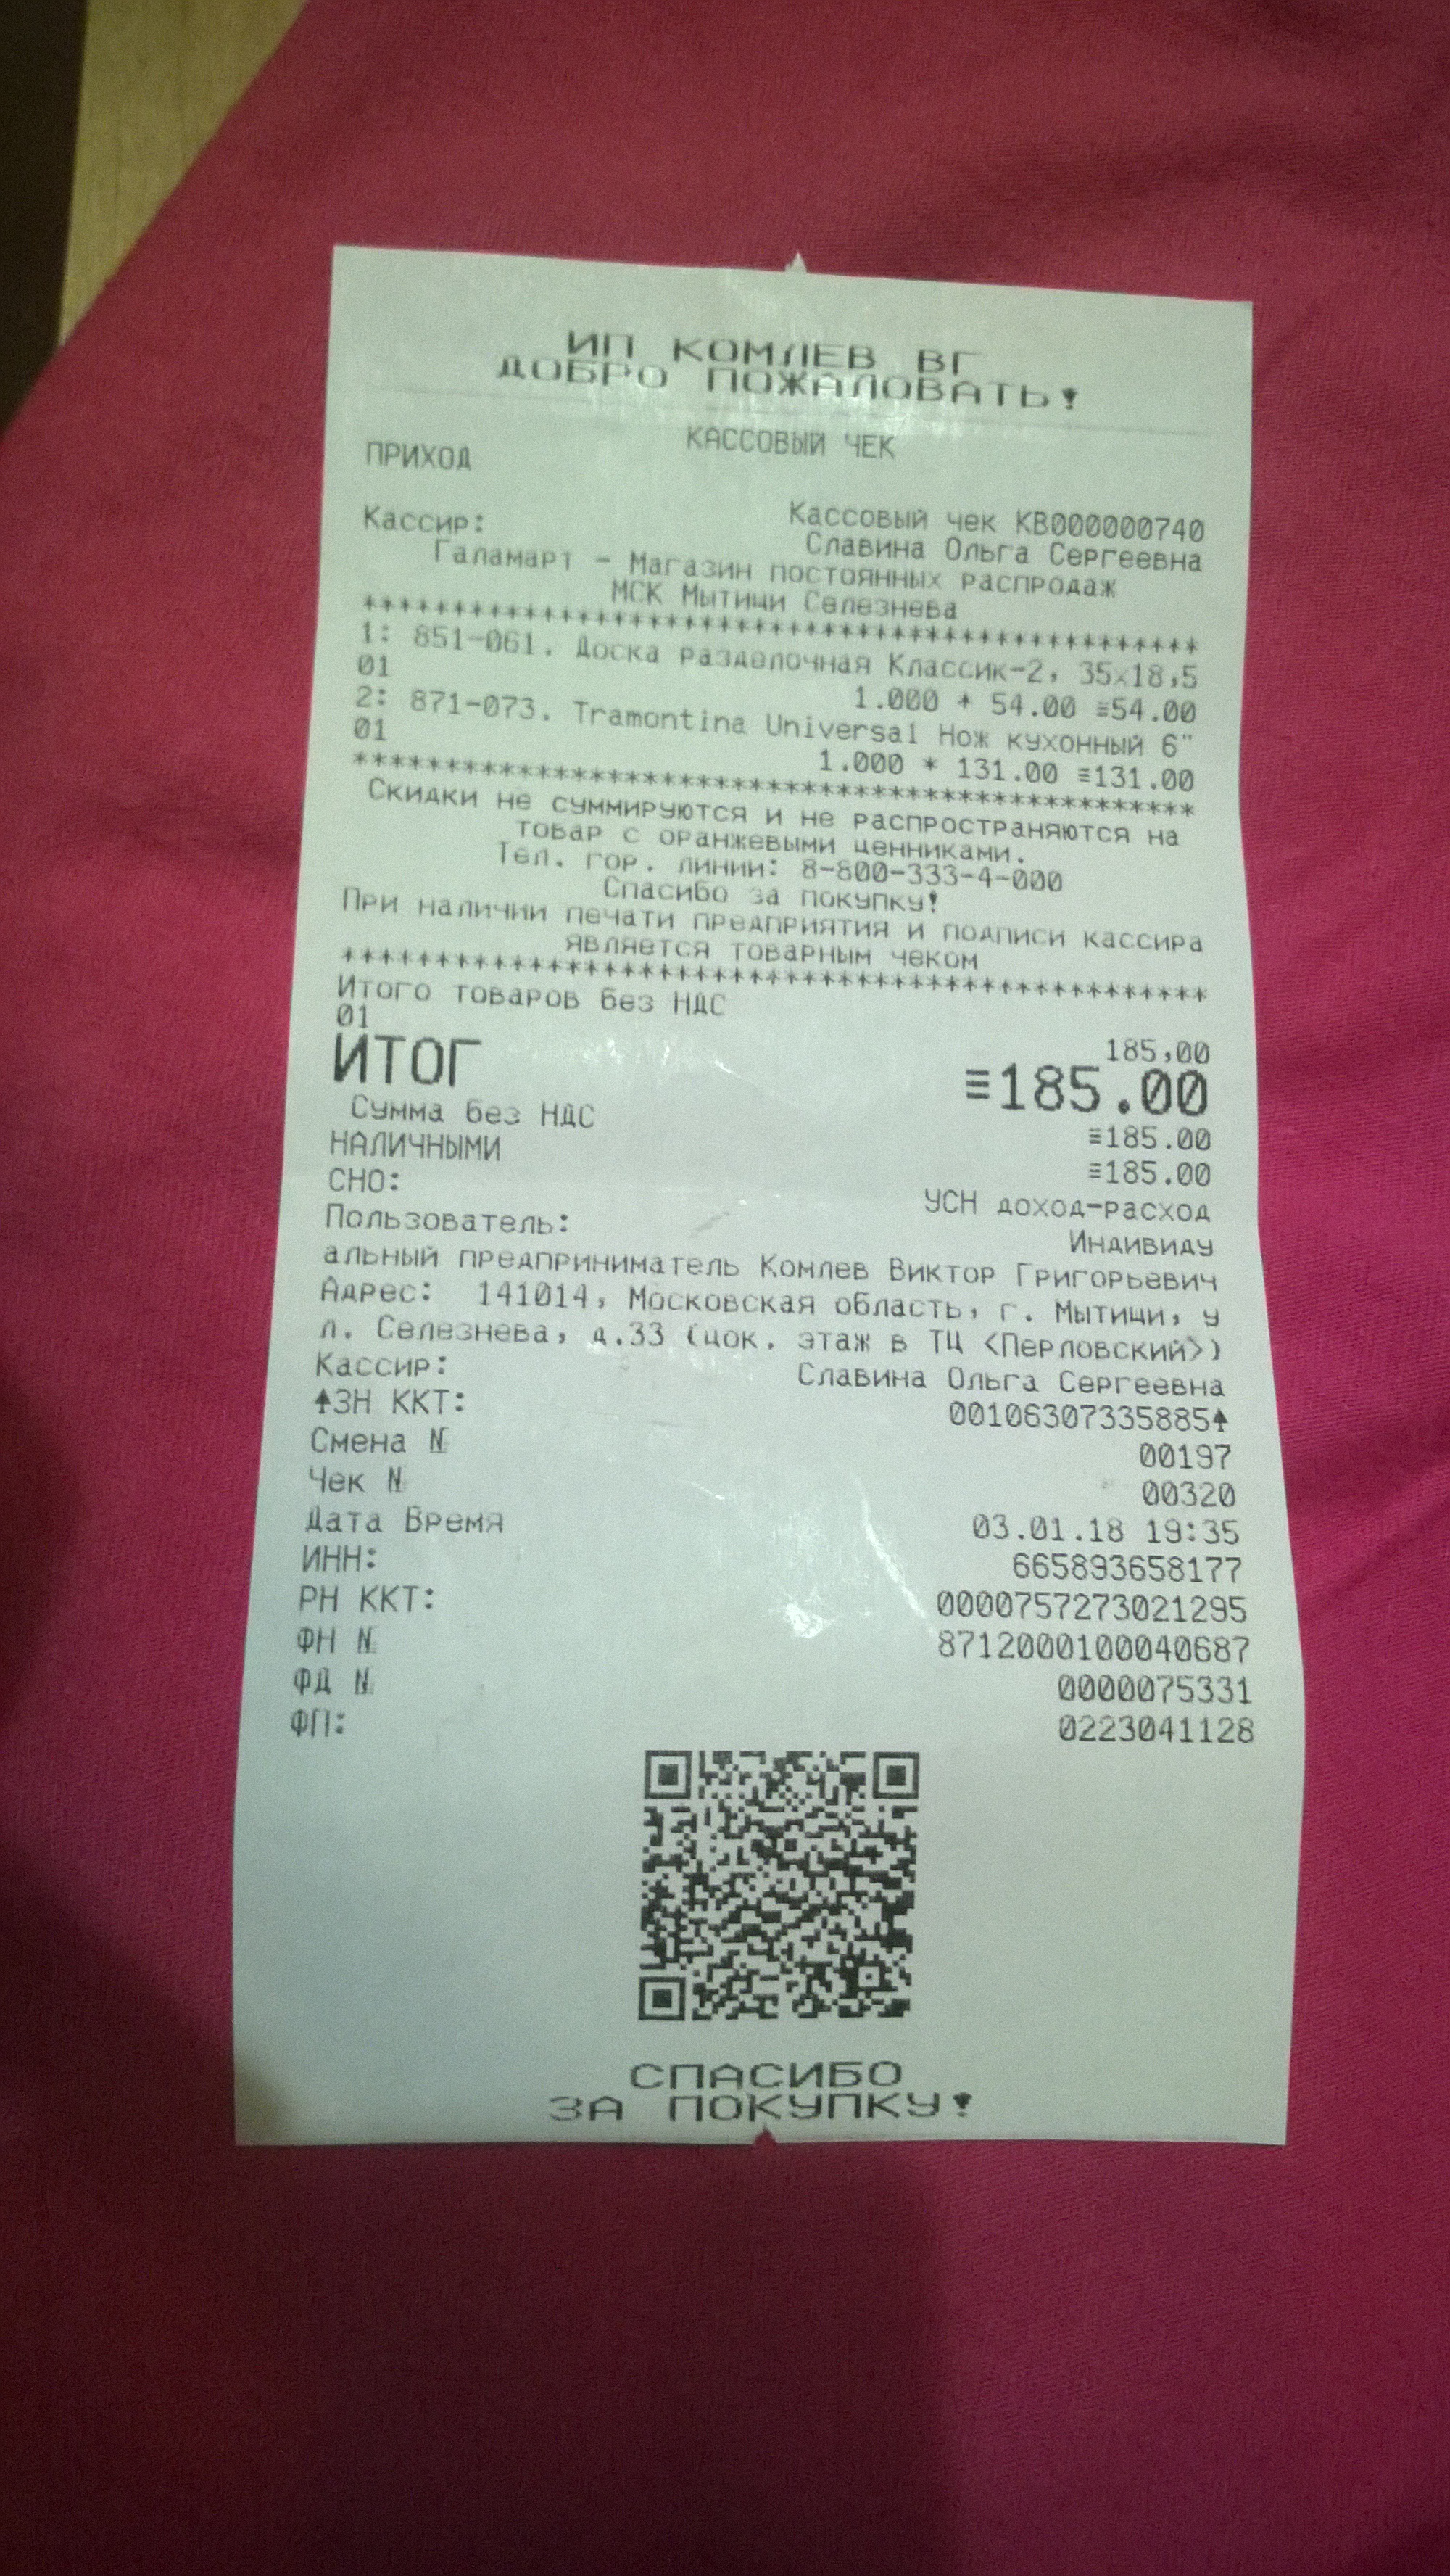 ИП КОМЛЕВ ВГ
ДОБРО ПОЖАЛОВАТЬ!
КАССОВЫЙ ЧЕК
ПРИХОД
Кассовый чек КВ000000740
Кассир: Славина Ольга Сергеевна
Галамарт - Магазин постоянных распродаж
МСК Мытищи Селезнева
************************************************
1: 851-061. Доска разделочная Классик-2, 35x18,5
01 1.000 * 54.00 ≡54.00
2: 871-073. Tramontina Universal Нож кухонный 6"
01 1.000 * 131.00 ≡131.00
************************************************
Скидки не суммируются и не распространяются на
товар с оранжевыми ценниками.
Тел. гор. линии: 8-800-333-4-000
Спасибо за покупку!
При наличии печати предприятия и подписи кассира
является товарным чеком
************************************************
Итого товаров без НДС
01 185,00
ИТОГ ≡185.00
Сумма без НДС ≡185.00
НАЛИЧНЫМИ ≡185.00
СНО: УСН доход-расход
Пользователь: Индивиду
альный предприниматель Комлев Виктор Григорьевич
Адрес: 141014, Московская область, г. Мытищи, у
л. Селезнева, д.33 (цок. этаж в ТЦ <Перловский>)
Кассир: Славина Ольга Сергеевна
↑ЗН ККТ: 00106307335885↑
Смена № 00197
Чек № 00320
Дата Время 03.01.18 19:35
ИНН: 665893658177
РН ККТ: 0000757273021295
ФН № 8712000100040687
ФД № 0000075331
ФП: 0223041128
СПАСИБО
ЗА ПОКУПКУ!